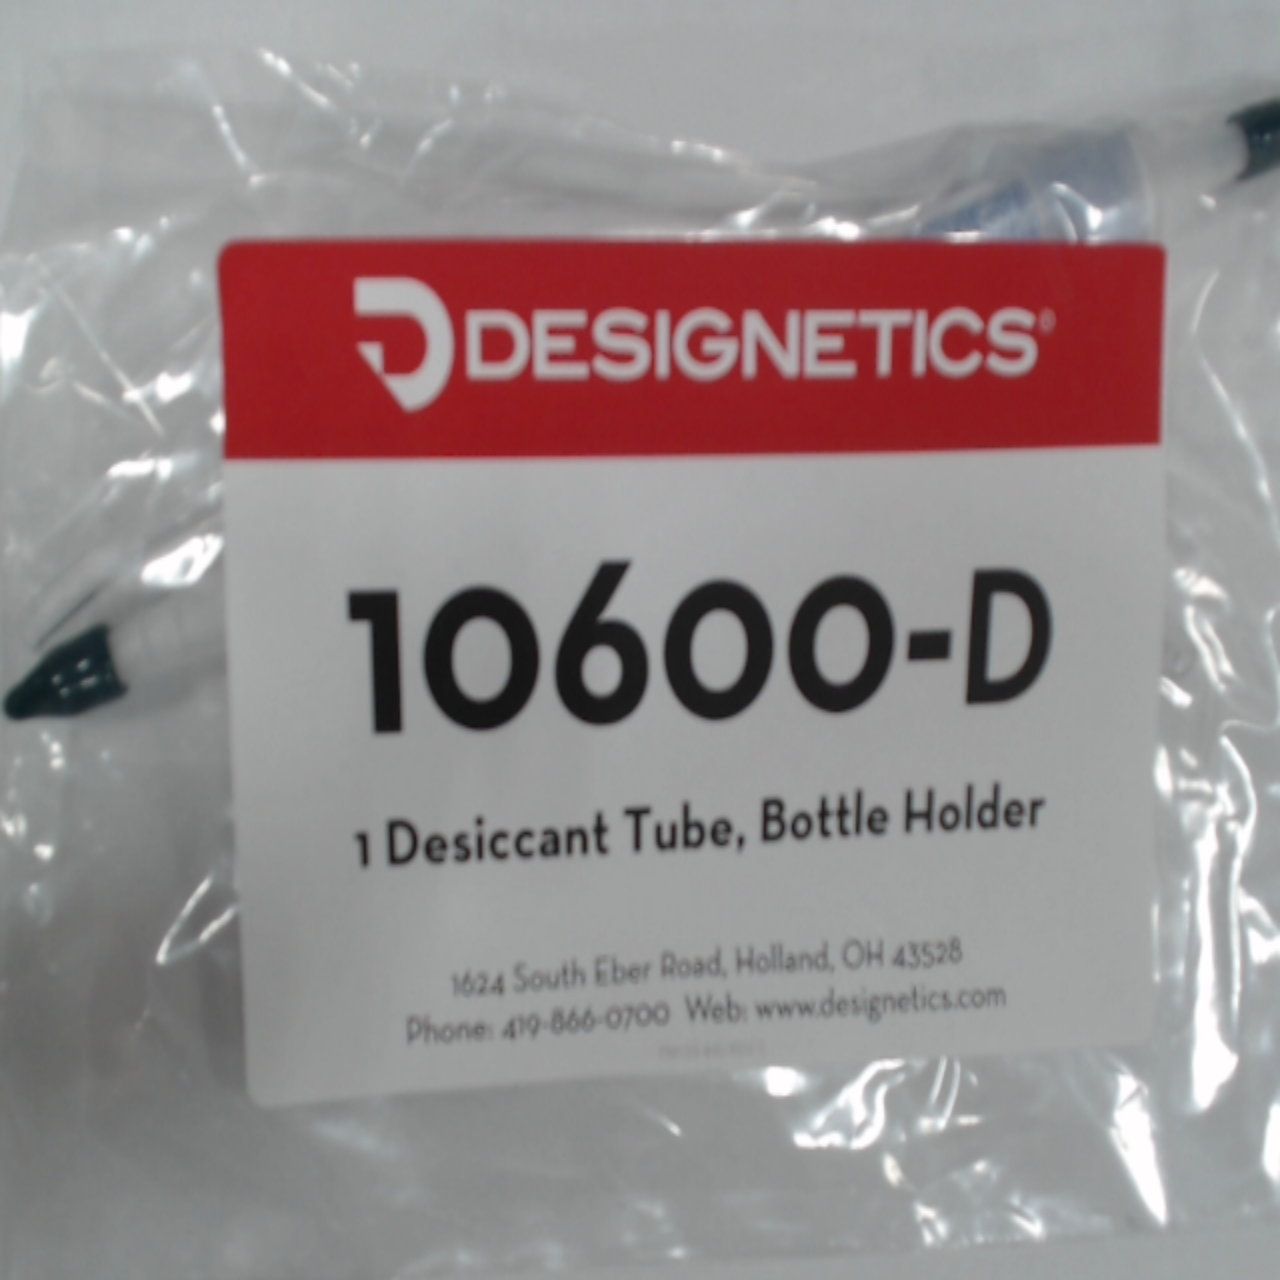 DESIGNETICS®
10600-D
1 Desiccant Tube, Bottle Holder
1624 South Eber Road, Holland, OH 43528
Phone: 419-866-0700 Web: www.designetics.com